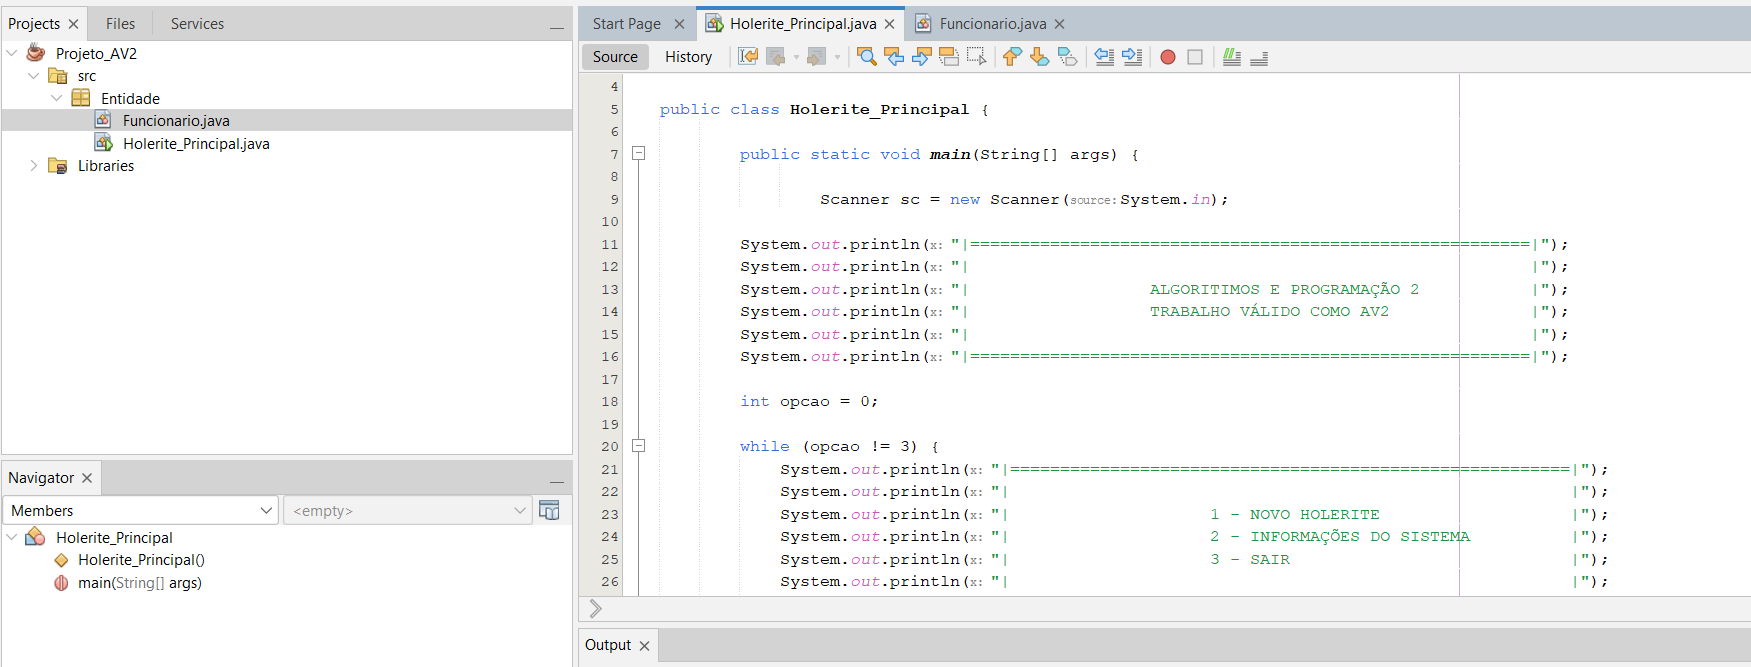 Projects Files Services
Projeto_AV2
src
Entidade
Funcionario.java
Holerite_Principal.java
Libraries
Navigator
Members <empty>
Holerite_Principal
Holerite_Principal()
main(String[] args)
Start Page Holerite_Principal.java Funcionario.java
Source History
4
5 public class Holerite_Principal {
6
7 public static void main(String[] args) {
8
9 Scanner sc = new Scanner(source: System.in);
10
11 System.out.println(x: "|========================================================|");
12 System.out.println(x: "| |");
13 System.out.println(x: "| ALGORITIMOS E PROGRAMAÇÃO 2 |");
14 System.out.println(x: "| TRABALHO VÁLIDO COMO AV2 |");
15 System.out.println(x: "| |");
16 System.out.println(x: "|========================================================|");
17
18 int opcao = 0;
19
20 while (opcao != 3) {
21 System.out.println(x: "|========================================================|");
22 System.out.println(x: "| |");
23 System.out.println(x: "| 1 - NOVO HOLERITE |");
24 System.out.println(x: "| 2 - INFORMAÇÕES DO SISTEMA |");
25 System.out.println(x: "| 3 - SAIR |");
26 System.out.println(x: "| |");
Output